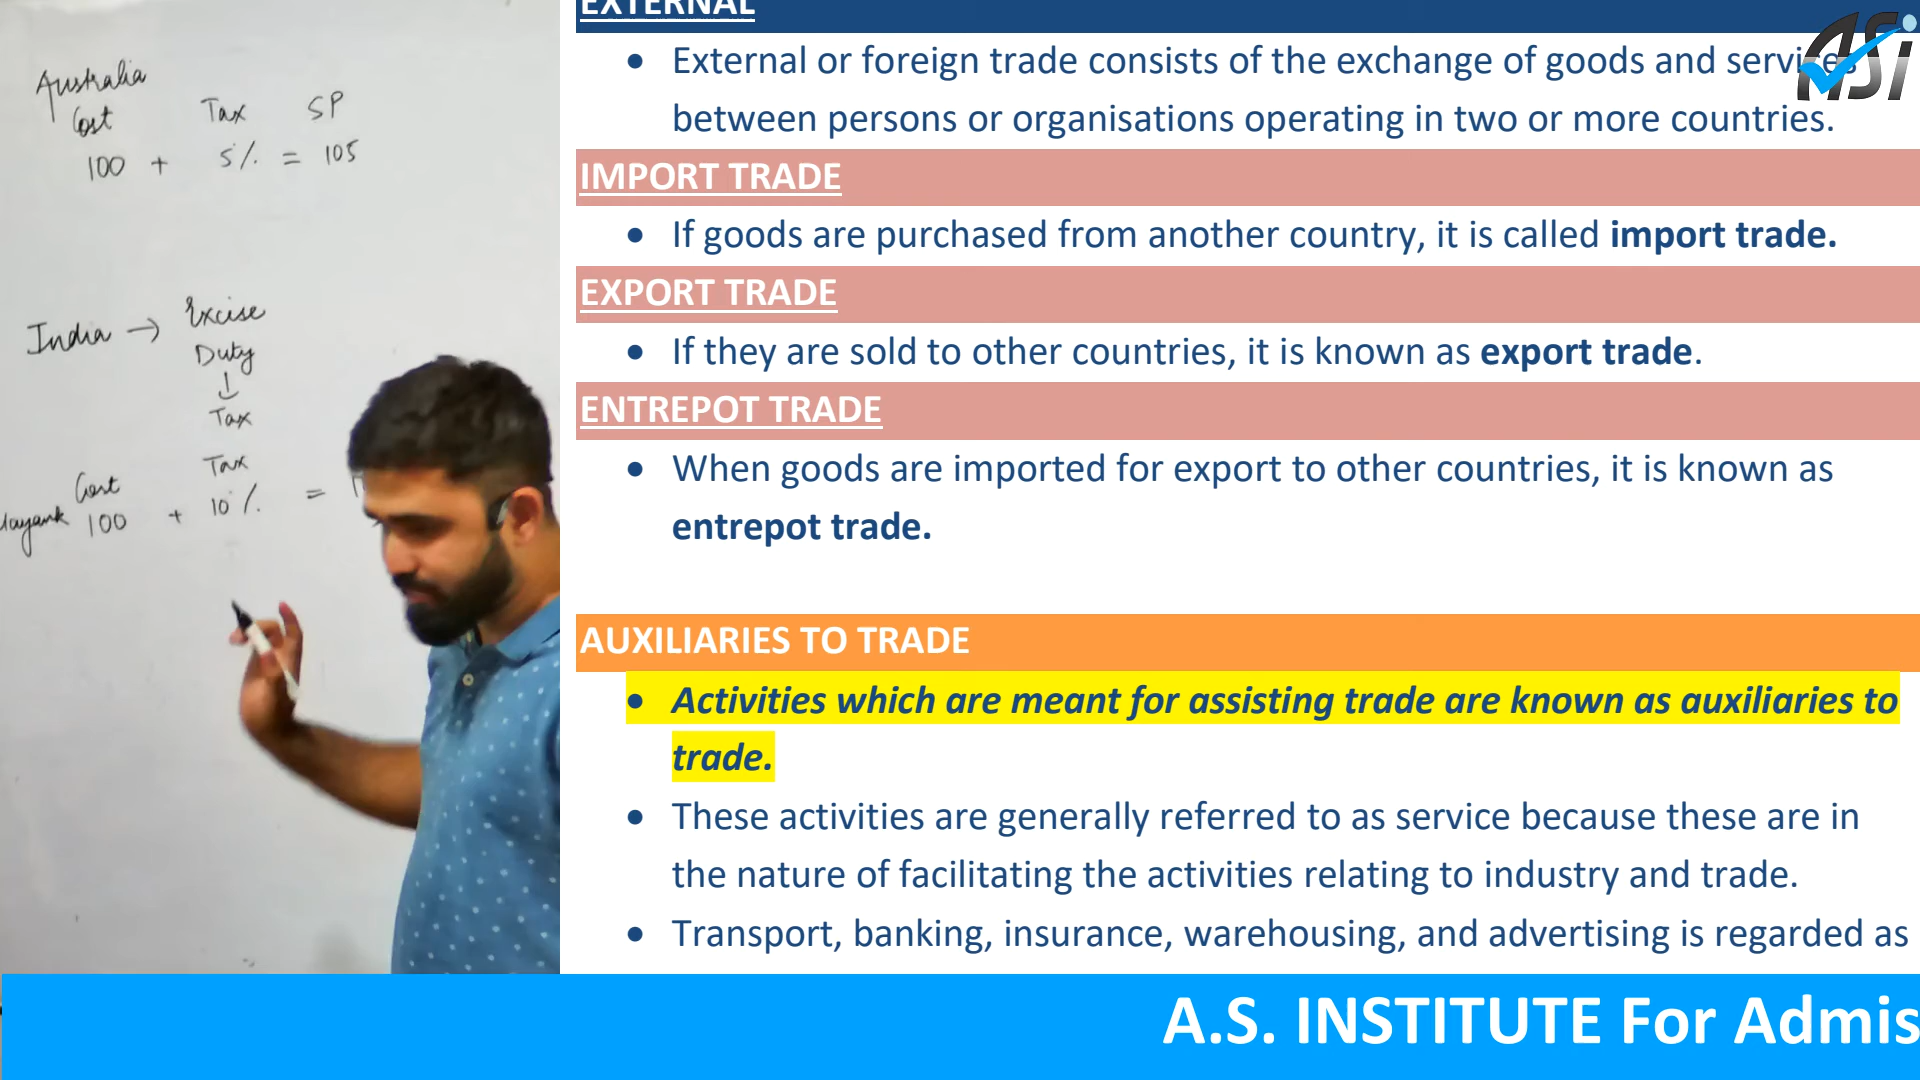 Australia
Cost Tax SP
100 + 5% = 105
India → Excise
Duty
↓
Tax
Cost Tax
100 + 10% =
EXTERNAL
• External or foreign trade consists of the exchange of goods and services
between persons or organisations operating in two or more countries.
IMPORT TRADE
• If goods are purchased from another country, it is called import trade.
EXPORT TRADE
• If they are sold to other countries, it is known as export trade.
ENTREPOT TRADE
• When goods are imported for export to other countries, it is known as
entrepot trade.
AUXILIARIES TO TRADE
• Activities which are meant for assisting trade are known as auxiliaries to
trade.
• These activities are generally referred to as service because these are in
the nature of facilitating the activities relating to industry and trade.
• Transport, banking, insurance, warehousing, and advertising is regarded as
ASi
A.S. INSTITUTE For Admis